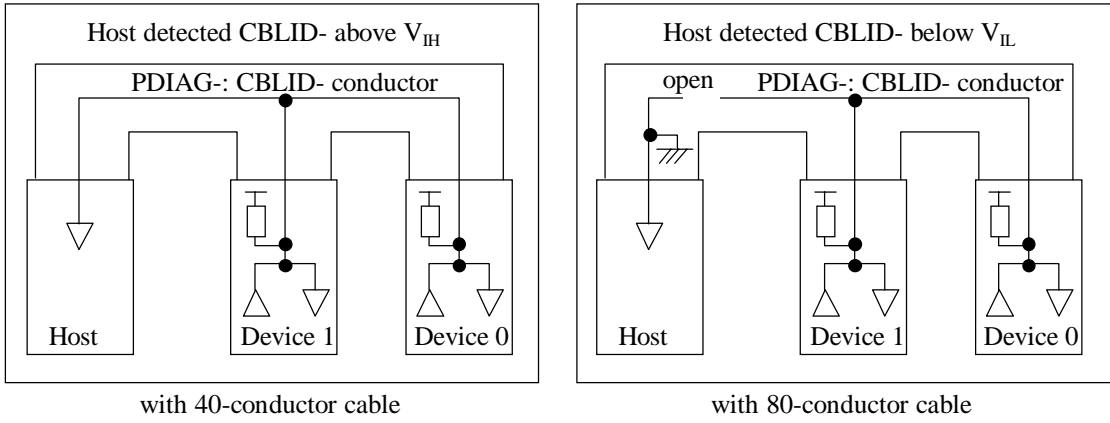 Host detected CBLID- above VIH
PDIAG-: CBLID- conductor
Host
Device 1
Device 0
with 40-conductor cable
Host detected CBLID- below VIL
open
PDIAG-: CBLID- conductor
Host
Device 1
Device 0
with 80-conductor cable